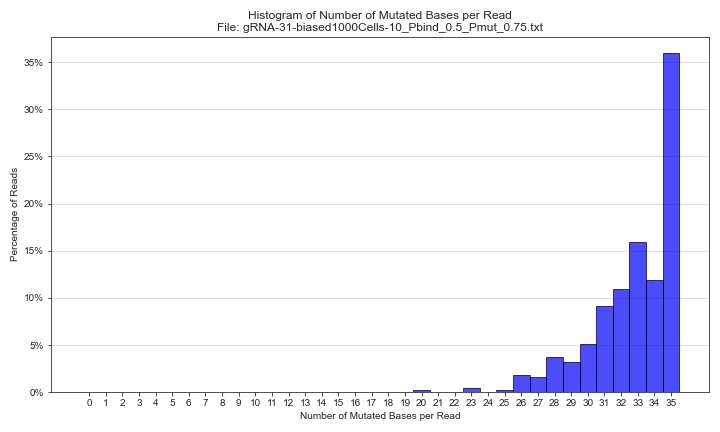 Histogram of Number of Mutated Bases per Read
File: gRNA-31-biased1000Cells-10_Pbind_0.5_Pmut_0.75.txt
Percentage of Reads
35%
30%
25%
20%
15%
10%
5%
0%
0 1 2 3 4 5 6 7 8 9 10 11 12 13 14 15 16 17 18 19 20 21 22 23 24 25 26 27 28 29 30 31 32 33 34 35
Number of Mutated Bases per Read